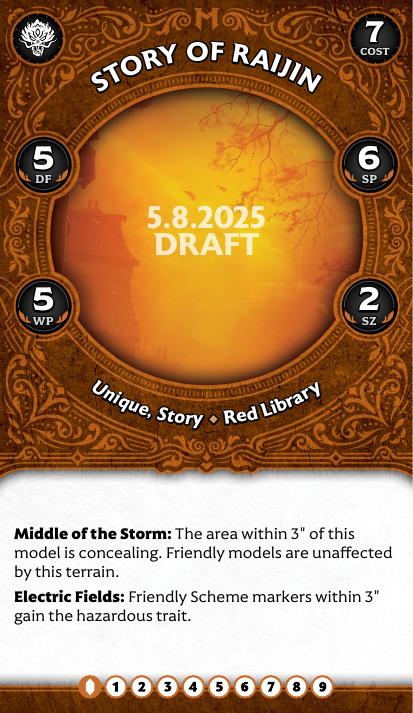 STORY OF RAIJIN
7
COST
5
DF
6
SP
5.8.2025
DRAFT
5
WP
2
SZ
Unique, Story ⬥ Red Library
Middle of the Storm: The area within 3" of this
model is concealing. Friendly models are unaffected
by this terrain.
Electric Fields: Friendly Scheme markers within 3"
gain the hazardous trait.
1 2 3 4 5 6 7 8 9